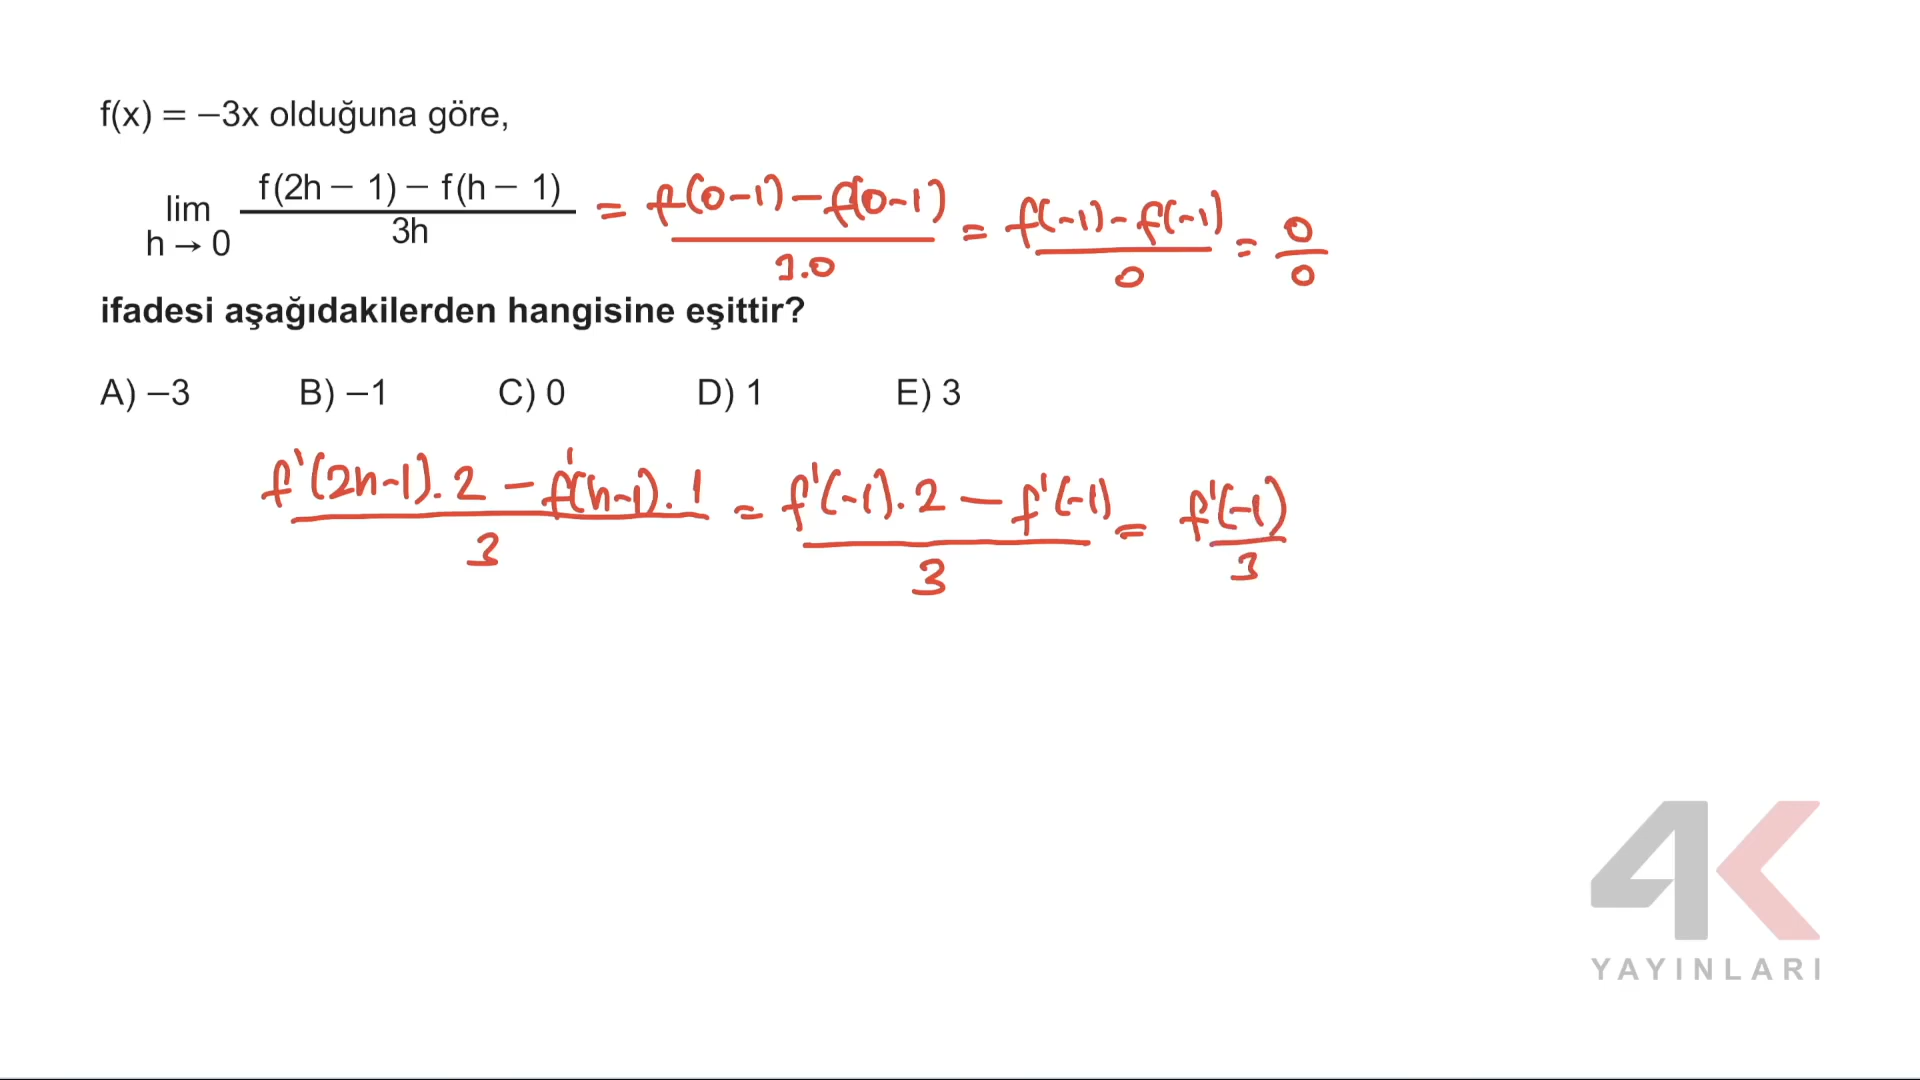 f(x) = −3x olduğuna göre,
lim h → 0 f(2h − 1) − f(h − 1) / 3h = f(0-1) - f(0-1) / 3.0 = f(-1) - f(-1) / 0 = 0/0
ifadesi aşağıdakilerden hangisine eşittir?
A) −3 B) −1 C) 0 D) 1 E) 3
f'(2h-1).2 - f'(h-1).1 / 3 = f'(-1).2 - f'(-1) / 3 = f'(-1) / 3
4K
YAYINLARI